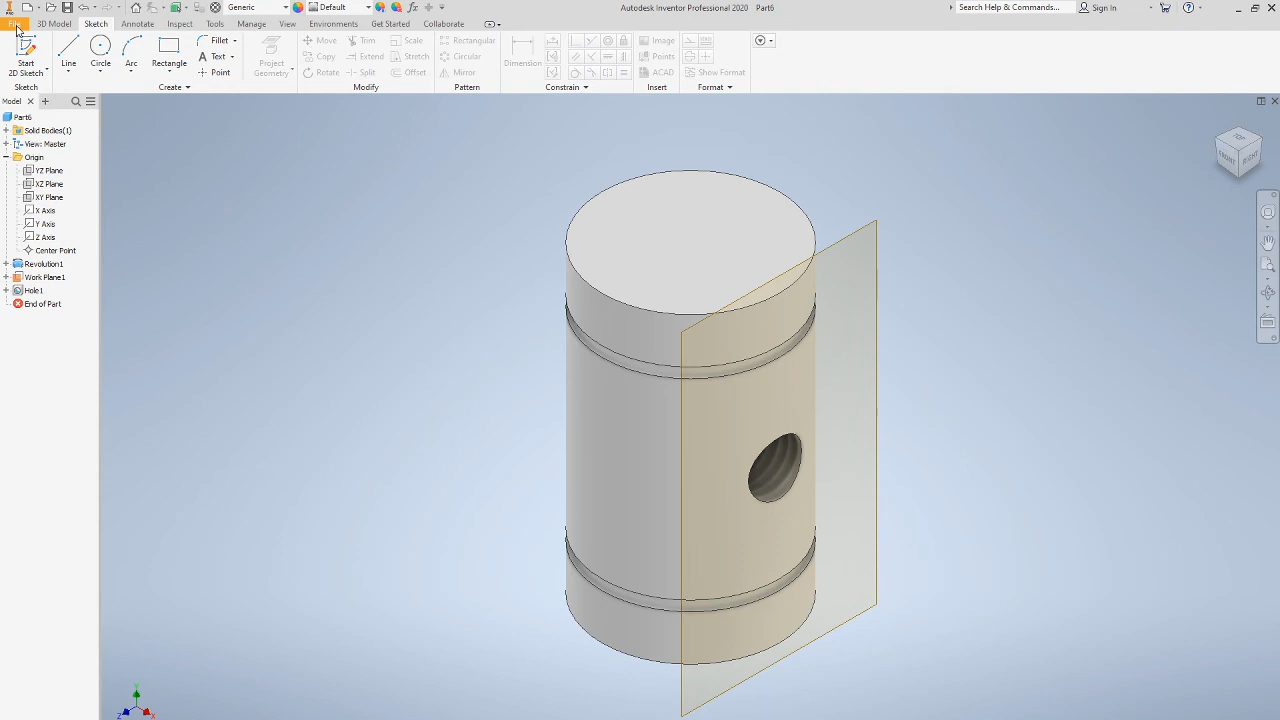 PRO Generic Default Autodesk Inventor Professional 2020 Part6 Search Help & Commands... Sign In
File 3D Model Sketch Annotate Inspect Tools Manage View Environments Get Started Collaborate
Start
2D Sketch
Line
Circle
Arc
Rectangle
Fillet
Text
Point
Project
Geometry
Move Trim Scale
Copy Extend Stretch
Rotate Split Offset
Rectangular
Circular
Mirror
Dimension
Image
Points
ACAD
Show Format
Sketch Create Modify Pattern Constrain Insert Format
Model
Part6
Solid Bodies(1)
View: Master
Origin
YZ Plane
XZ Plane
XY Plane
X Axis
Y Axis
Z Axis
Center Point
Revolution1
Work Plane1
Hole1
End of Part
TOP
FRONT
RIGHT
Y
Z
X